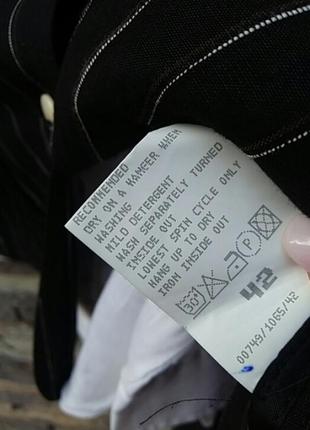 RECOMMENDED
DRY ON A HANGER WHEN
WASHING
MILD DETERGENT
WASH SEPARATELY TURNED
INSIDE OUT
LOWEST SPIN CYCLE ONLY
HANG UP TO DRY
IRON INSIDE OUT
30° P
42
00749/1065/42